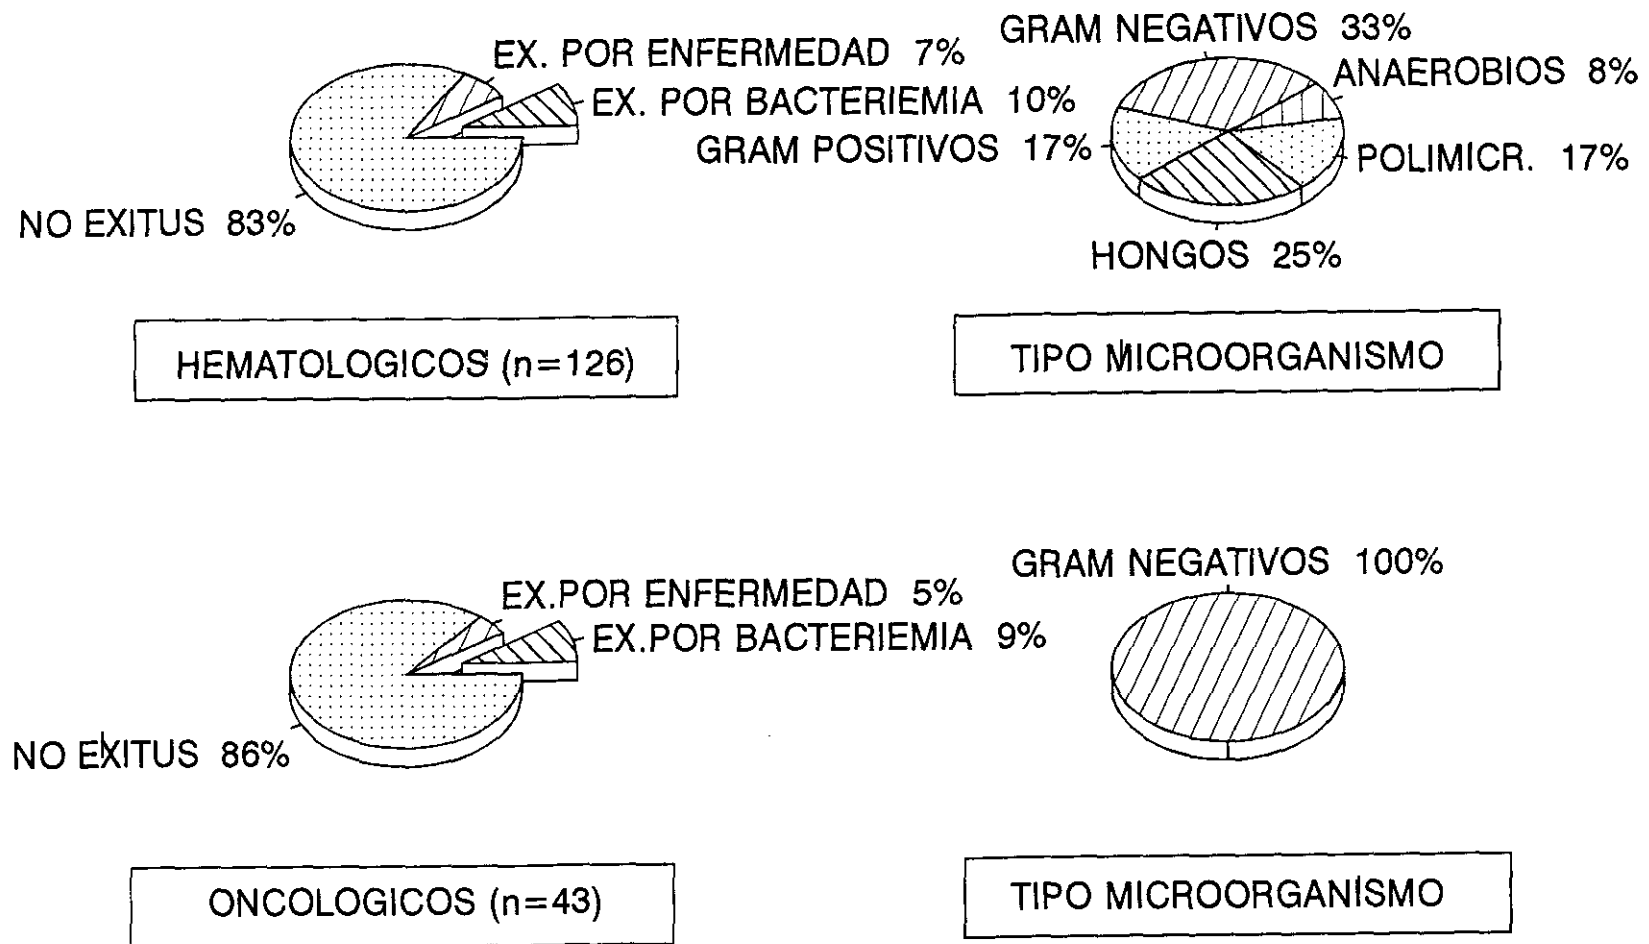 EX. POR ENFERMEDAD 7%
EX. POR BACTERIEMIA 10%
NO EXITUS 83%
HEMATOLOGICOS (n=126)
GRAM NEGATIVOS 33%
ANAEROBIOS 8%
GRAM POSITIVOS 17%
POLIMICR. 17%
HONGOS 25%
TIPO MICROORGANISMO
EX.POR ENFERMEDAD 5%
EX.POR BACTERIEMIA 9%
NO EXITUS 86%
ONCOLOGICOS (n=43)
GRAM NEGATIVOS 100%
TIPO MICROORGANISMO